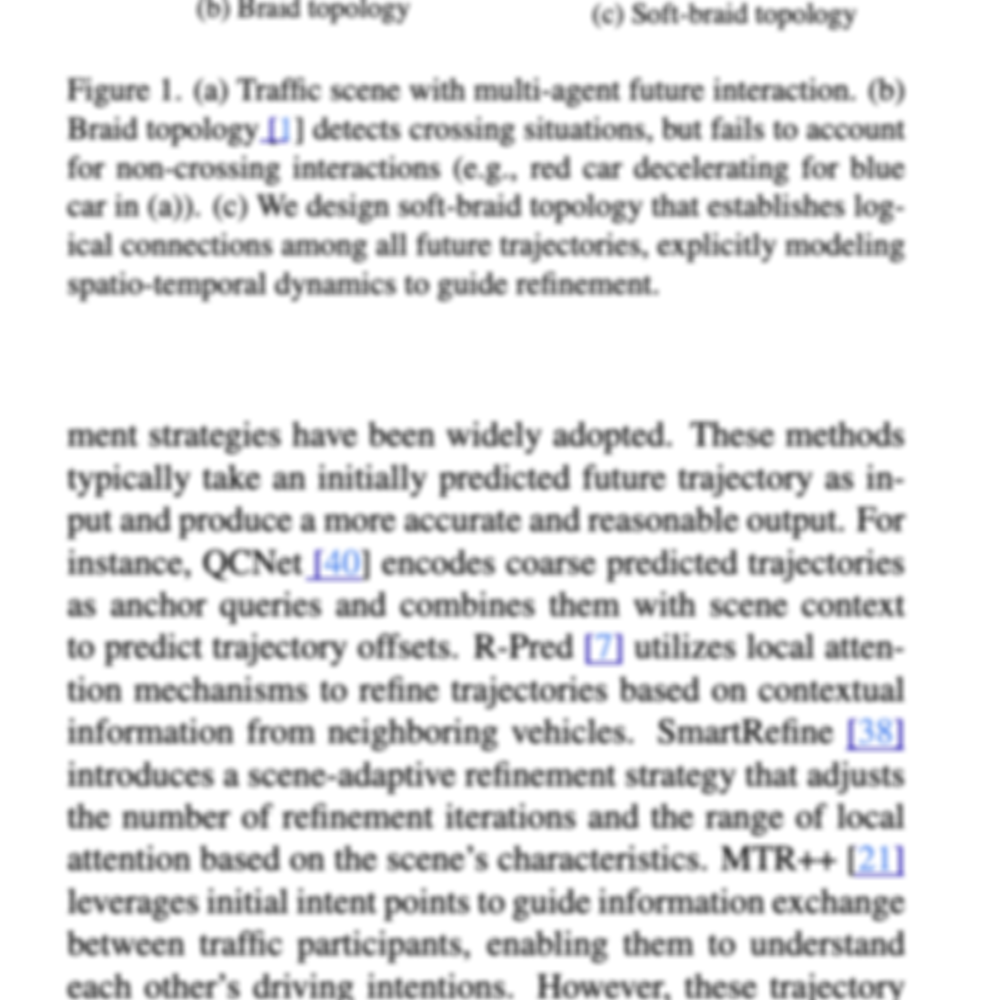 (b) Braid topology
(c) Soft-braid topology
Figure 1. (a) Traffic scene with multi-agent future interaction. (b)
Braid topology [1] detects crossing situations, but fails to account
for non-crossing interactions (e.g., red car decelerating for blue
car in (a)). (c) We design soft-braid topology that establishes log-
ical connections among all future trajectories, explicitly modeling
spatio-temporal dynamics to guide refinement.
ment strategies have been widely adopted. These methods
typically take an initially predicted future trajectory as in-
put and produce a more accurate and reasonable output. For
instance, QCNet [40] encodes coarse predicted trajectories
as anchor queries and combines them with scene context
to predict trajectory offsets. R-Pred [7] utilizes local atten-
tion mechanisms to refine trajectories based on contextual
information from neighboring vehicles. SmartRefine [38]
introduces a scene-adaptive refinement strategy that adjusts
the number of refinement iterations and the range of local
attention based on the scene's characteristics. MTR++ [21]
leverages initial intent points to guide information exchange
between traffic participants, enabling them to understand
each other's driving intentions. However, these trajectory